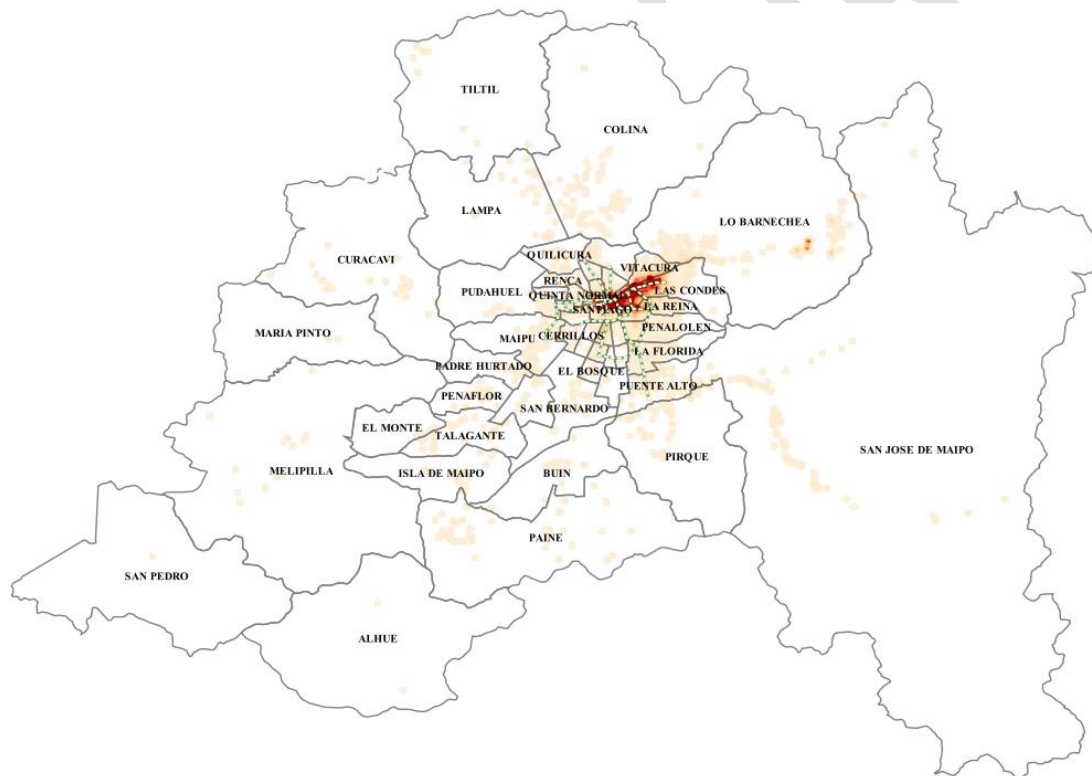 TILTIL
COLINA
LAMPA
LO BARNECHEA
QUILICURA
CURACAVI
VITACURA
RENCA
PUDAHUEL
LAS CONDES
QUINTA NORMAL
LA REINA
SANTIAGO
PENALOLEN
MARIA PINTO
MAIPU
CERRILLOS
LA FLORIDA
PADRE HURTADO
EL BOSQUE
PUENTE ALTO
PENAFLOR
SAN BERNARDO
EL MONTE
TALAGANTE
SAN JOSE DE MAIPO
PIRQUE
MELIPILLA
ISLA DE MAIPO
BUIN
PAINE
SAN PEDRO
ALHUE